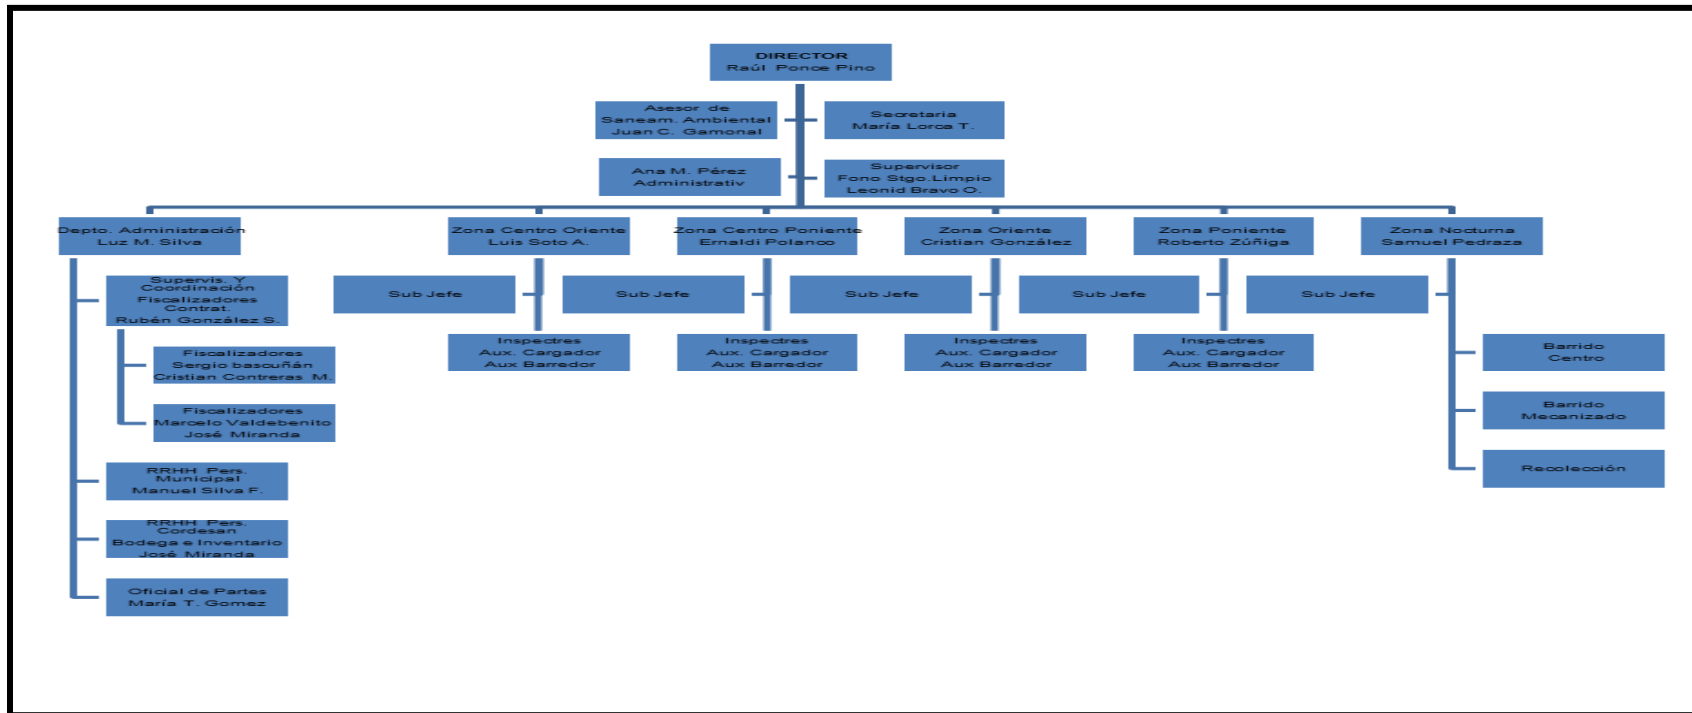 DIRECTOR
Raúl Ponce Pino
Asesor de
Saneam. Ambiental
Juan C. Gamonal
Secretaria
María Lorca T.
Ana M. Pérez
Administrativ
Supervisor
Fono Stgo.Limpio
Leonid Bravo O.
Depto. Administración
Luz M. Silva
Zona Centro Oriente
Luis Soto A.
Zona Centro Poniente
Ernaldi Polanco
Zona Oriente
Cristian González
Zona Poniente
Roberto Zúñiga
Zona Nocturna
Samuel Pedraza
Supervis. Y
Coordinación
Fiscalizadores
Contrat.
Rubén González S.
Sub Jefe
Sub Jefe
Sub Jefe
Sub Jefe
Sub Jefe
Fiscalizadores
Sergio bascuñán
Cristian Contreras M.
Inspectres
Aux. Cargador
Aux Barredor
Inspectres
Aux. Cargador
Aux Barredor
Inspectres
Aux. Cargador
Aux Barredor
Inspectres
Aux. Cargador
Aux Barredor
Barrido
Centro
Fiscalizadores
Marcelo Valdebenito
José Miranda
Barrido
Mecanizado
RRHH Pers.
Municipal
Manuel Silva F.
Recolección
RRHH Pers.
Cordesan
Bodega e Inventario
José Miranda
Oficial de Partes
María T. Gomez